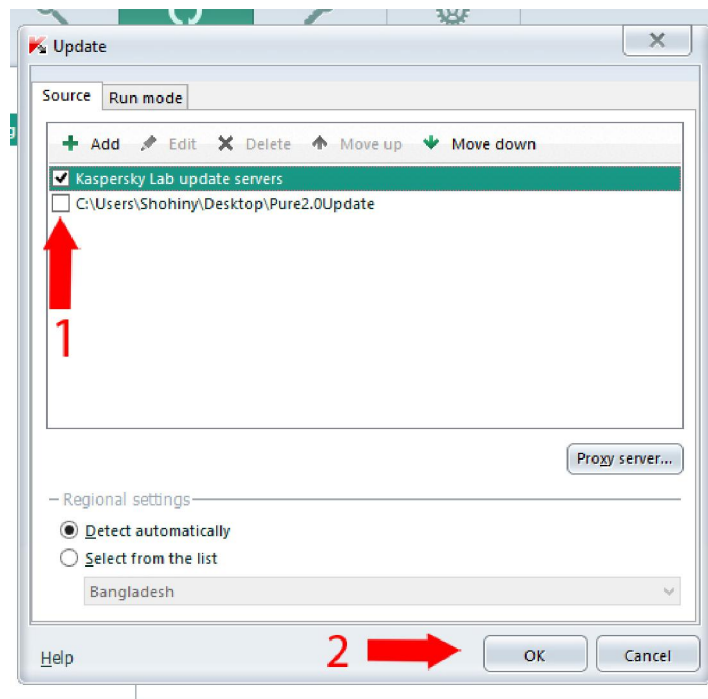 Update
Source Run mode
Add Edit Delete Move up Move down
Kaspersky Lab update servers
C:\Users\Shohiny\Desktop\Pure2.0Update
1
Proxy server...
Regional settings
Detect automatically
Select from the list
Bangladesh
2
Help OK Cancel